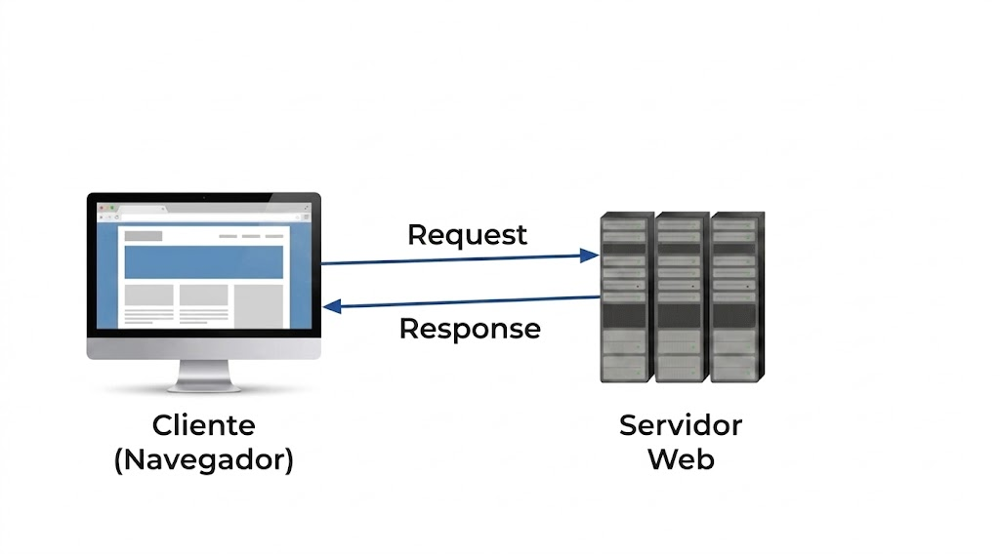 Request
Response
Cliente
(Navegador)
Servidor
Web